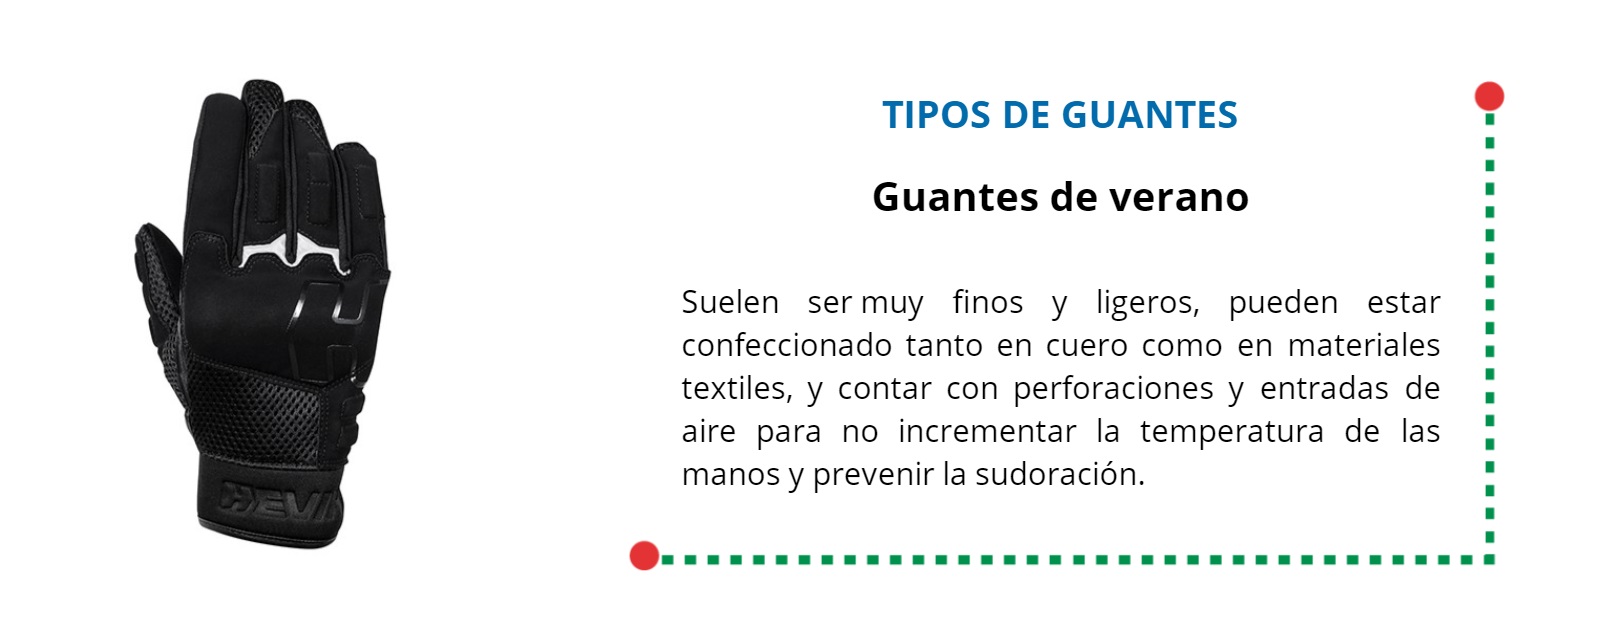 TIPOS DE GUANTES
Guantes de verano
Suelen ser muy finos y ligeros, pueden estar
confeccionado tanto en cuero como en materiales
textiles, y contar con perforaciones y entradas de
aire para no incrementar la temperatura de las
manos y prevenir la sudoración.